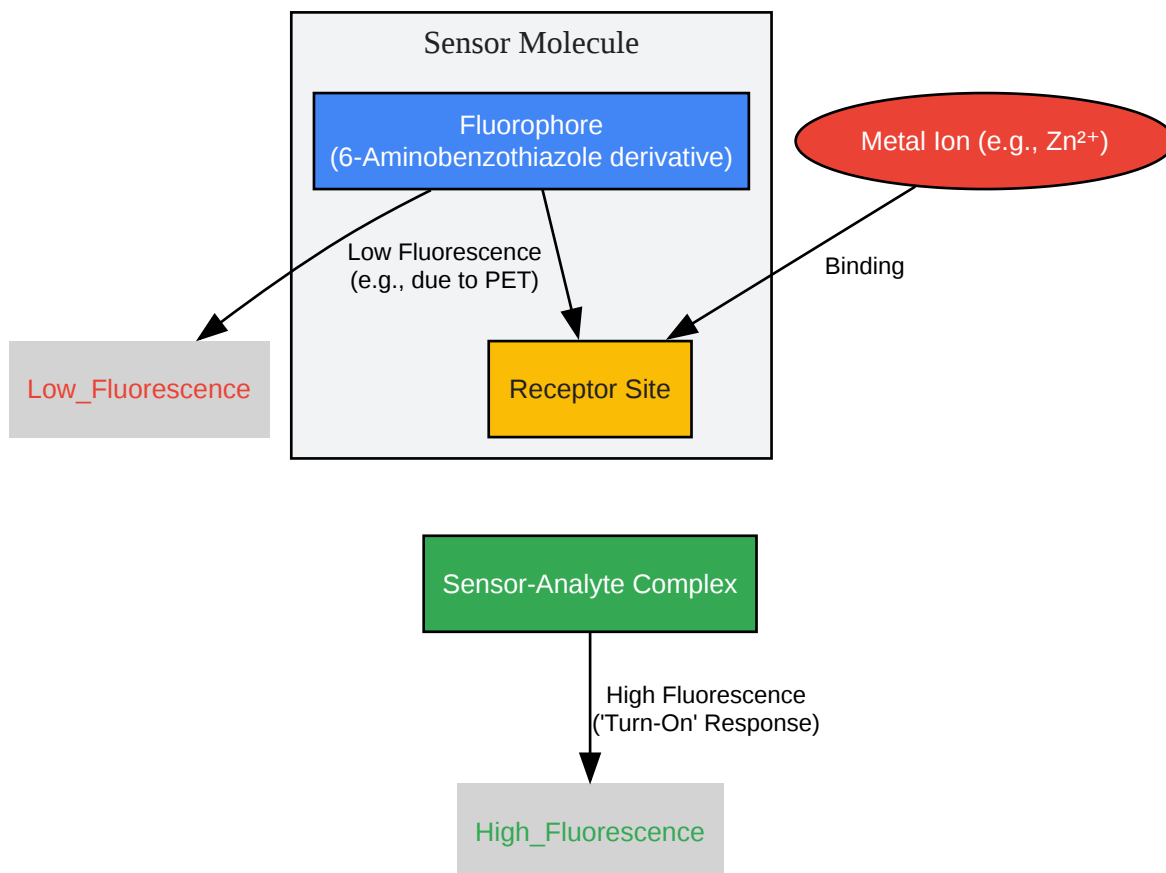 Sensor Molecule
Fluorophore
(6-Aminobenzothiazole derivative)
Metal Ion (e.g., Zn²⁺)
Low Fluorescence
(e.g., due to PET)
Binding
Low_Fluorescence
Receptor Site
Sensor-Analyte Complex
High Fluorescence
('Turn-On' Response)
High_Fluorescence